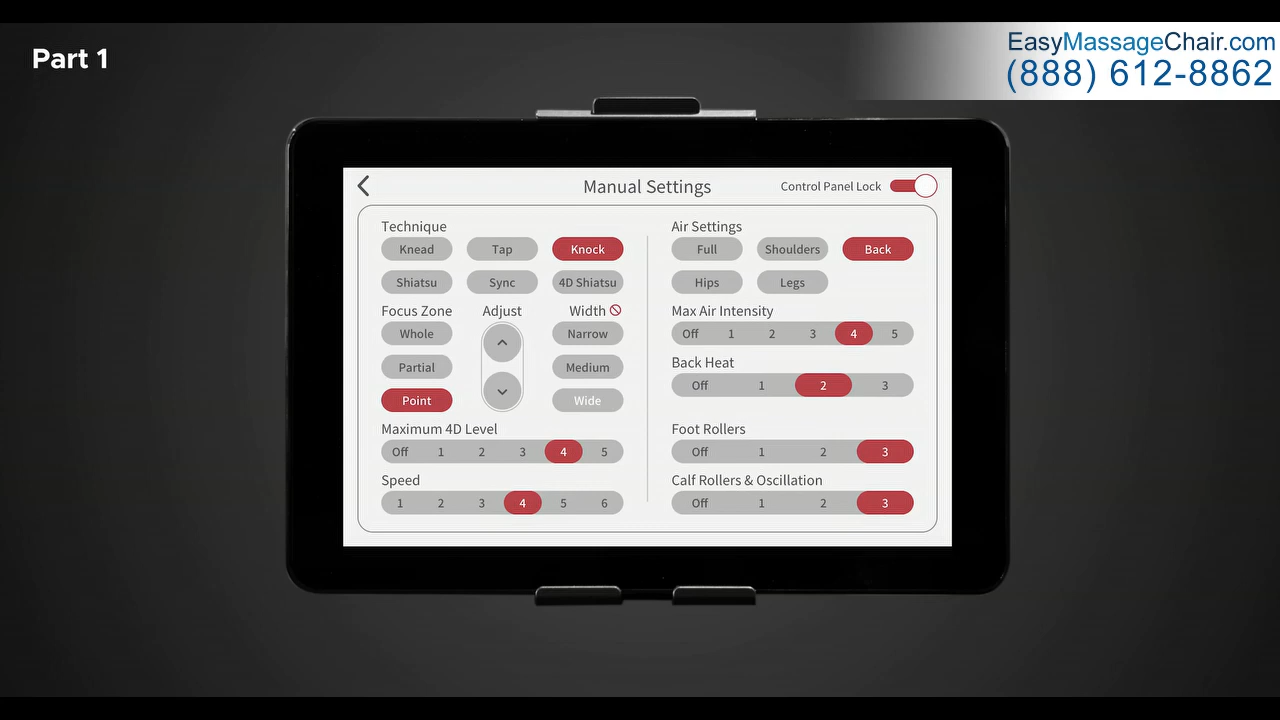 Part 1
EasyMassageChair.com
(888) 612-8862
Manual Settings
Control Panel Lock
Technique
Knead Tap Knock
Shiatsu Sync 4D Shiatsu
Focus Zone Adjust Width
Whole Narrow
Partial Medium
Point Wide
Maximum 4D Level
Off 1 2 3 4 5
Speed
1 2 3 4 5 6
Air Settings
Full Shoulders Back
Hips Legs
Max Air Intensity
Off 1 2 3 4 5
Back Heat
Off 1 2 3
Foot Rollers
Off 1 2 3
Calf Rollers & Oscillation
Off 1 2 3